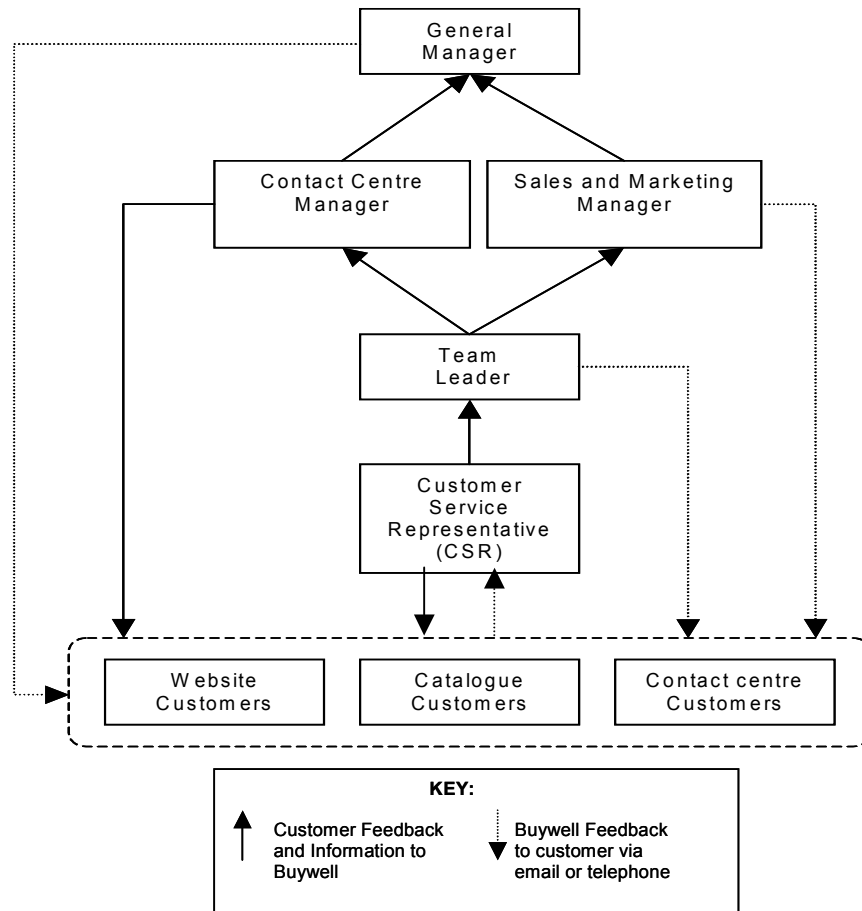 General
Manager
Contact Centre
Manager
Sales and Marketing
Manager
Team
Leader
Customer
Service
Representative
(CSR)
Website
Customers
Catalogue
Customers
Contact centre
Customers
KEY:
Customer Feedback
and Information to
Buywell
Buywell Feedback
to customer via
email or telephone